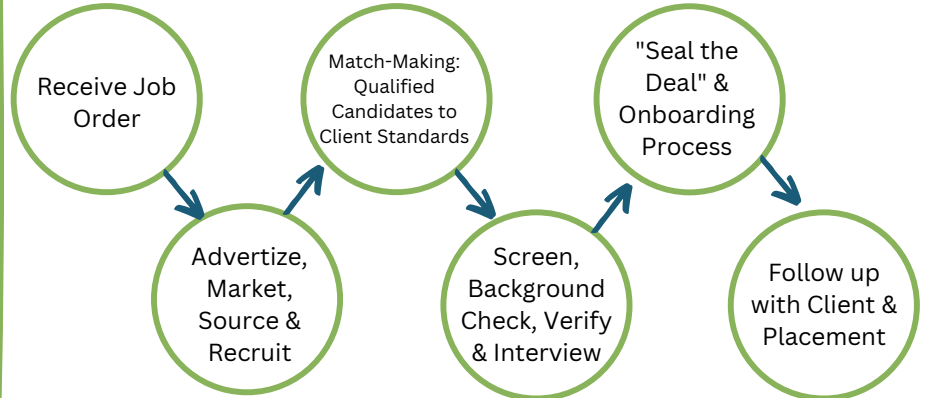 Receive Job
Order
Advertize,
Market,
Source &
Recruit
Match-Making:
Qualified
Candidates to
Client Standards
Screen,
Background
Check, Verify
& Interview
"Seal the
Deal" &
Onboarding
Process
Follow up
with Client &
Placement